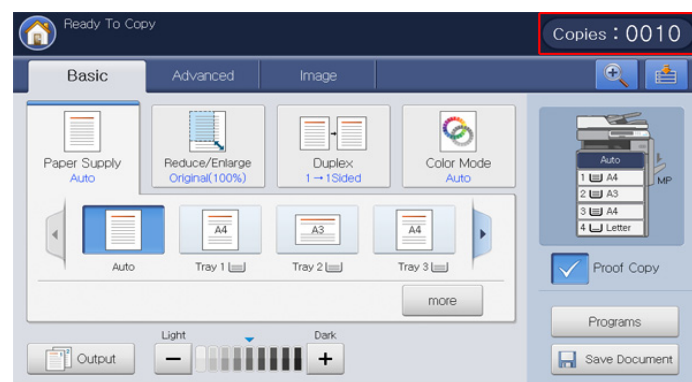 Ready To Copy
Copies : 0010
Basic
Advanced
Image
Paper Supply
Auto
Reduce/Enlarge
Original(100%)
Duplex
1→1Sided
Color Mode
Auto
A4
A3
A4
Auto
Tray 1
Tray 2
Tray 3
more
Light
Dark
Output
Auto
1 A4
2 A3
3 A4
4 Letter
MP
Proof Copy
Programs
Save Document